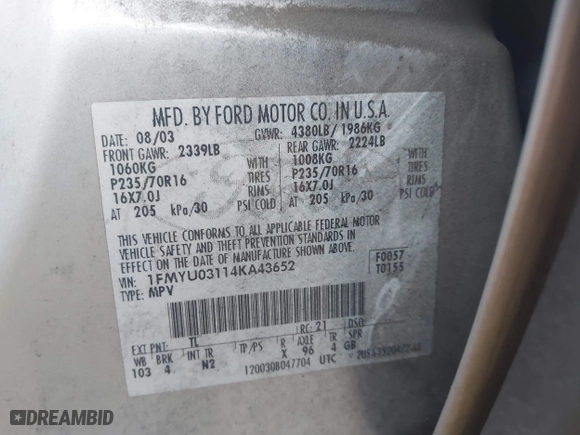 MFD. BY FORD MOTOR CO. IN U.S.A.
DATE: 08/03 GVWR: 4380LB/ 1986KG
FRONT GAWR: 2339LB REAR GAWR: 2224LB
1060KG WITH 1008KG WITH
P235/70R16 TIRES P235/70R16 TIRES
16X7.0J RIMS 16X7.0J RIMS
AT 205 kPa/30 PSI COLD AT 205 kPa/30 PSI COLD
THIS VEHICLE CONFORMS TO ALL APPLICABLE FEDERAL MOTOR
VEHICLE SAFETY AND THEFT PREVENTION STANDARDS IN
EFFECT ON THE DATE OF MANUFACTURE SHOWN ABOVE.
VIN: 1FMYU03114KA43652 F0057
TYPE: MPV T0155
EXT PNT: TL RC: 21 DSO:
WB BRK INT TR TP/PS R AXLE TR SPR
103 4 N2 X 96 4 GB
1200308047704 UTC
DREAMBID